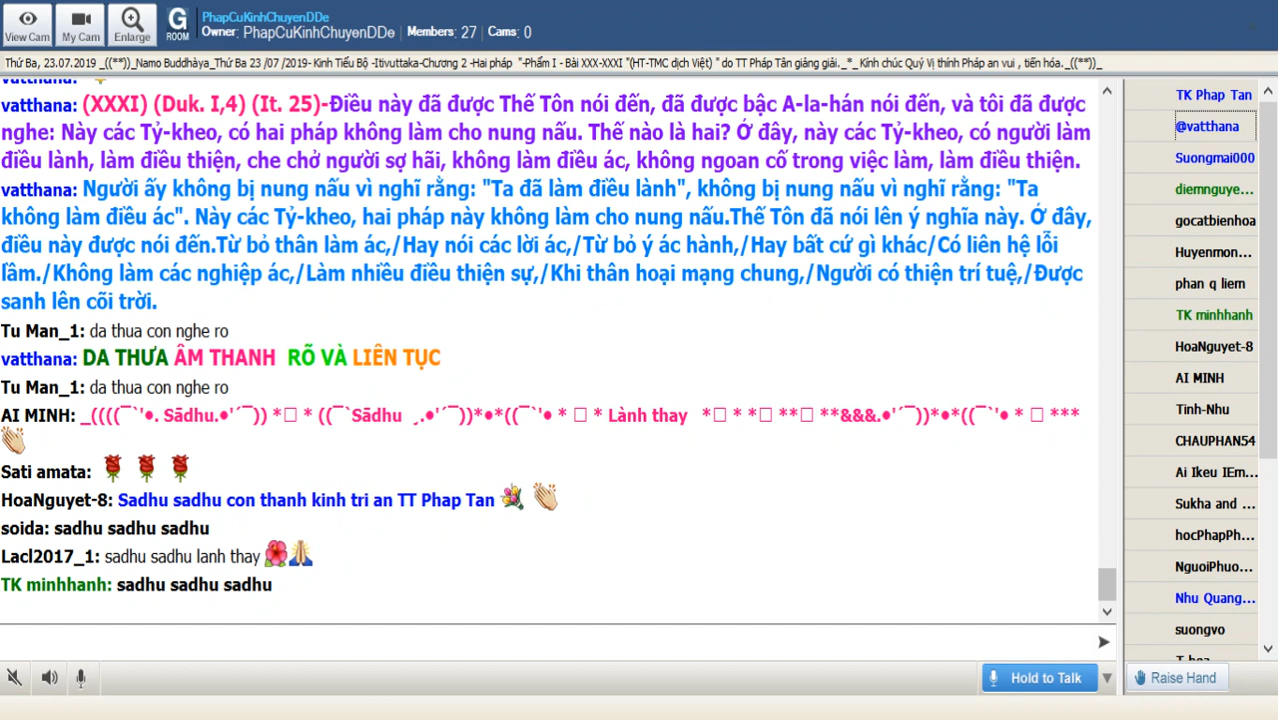 PhapCuKinhChuyenDDe
Owner: PhapCuKinhChuyenDDe Members: 27 Cams: 0
View Cam My Cam Enlarge G ROOM
Thứ Ba, 23.07.2019 _((**))_Namo Buddhàya_Thứ Ba 23 /07 /2019- Kinh Tiểu Bộ -Itivuttaka-Chương 2 -Hai pháp "-Phẩm I - Bài XXX-XXXI "(HT-TMC dịch Việt) " do TT Pháp Tân giảng giải._*_ Kính chúc Quý Vị thính Pháp an vui , tiến hóa._((**))_
vatthana:
vatthana: (XXXI) (Duk. I,4) (It. 25)-Điều này đã được Thế Tôn nói đến, đã được bậc A-la-hán nói đến, và tôi đã được
nghe: Này các Tỷ-kheo, có hai pháp không làm cho nung nấu. Thế nào là hai? Ở đây, này các Tỷ-kheo, có người làm
điều lành, làm điều thiện, che chở người sợ hãi, không làm điều ác, không ngoan cố trong việc làm, làm điều thiện.
vatthana: Người ấy không bị nung nấu vì nghĩ rằng: "Ta đã làm điều lành", không bị nung nấu vì nghĩ rằng: "Ta
không làm điều ác". Này các Tỷ-kheo, hai pháp này không làm cho nung nấu.Thế Tôn đã nói lên ý nghĩa này. Ở đây,
điều này được nói đến.Từ bỏ thân làm ác,/Hay nói các lời ác,/Từ bỏ ý ác hành,/Hay bất cứ gì khác/Có liên hệ lỗi
lầm./Không làm các nghiệp ác,/Làm nhiều điều thiện sự,/Khi thân hoại mạng chung,/Người có thiện trí tuệ,/Được
sanh lên cõi trời.
Tu Man_1: da thua con nghe ro
vatthana: DA THƯA ÂM THANH RÕ VÀ LIÊN TỤC
Tu Man_1: da thua con nghe ro
AI MINH: _((((¯`'•. Sādhu.•'´¯)) *□ * ((¯`Sādhu ¸.•'´¯))*•*((¯`'• * □ * Lành thay *□ * *□ **□ **&&&.•'´¯))*•*((¯`'• * □ ***
Sati amata:
HoaNguyet-8: Sadhu sadhu con thanh kinh tri an TT Phap Tan
soida: sadhu sadhu sadhu
Lacl2017_1: sadhu sadhu lanh thay
TK minhhanh: sadhu sadhu sadhu
TK Phap Tan
@vatthana
Suongmai000
diemnguye...
gocatbienhoa
Huyenmon...
phan q liem
TK minhhanh
HoaNguyet-8
AI MINH
Tinh-Nhu
CHAUPHAN54
Ai Ikeu IEm...
Sukha and ...
hocPhapPh...
NguoiPhuo...
Nhu Quang...
suongvo
Hold to Talk
Raise Hand